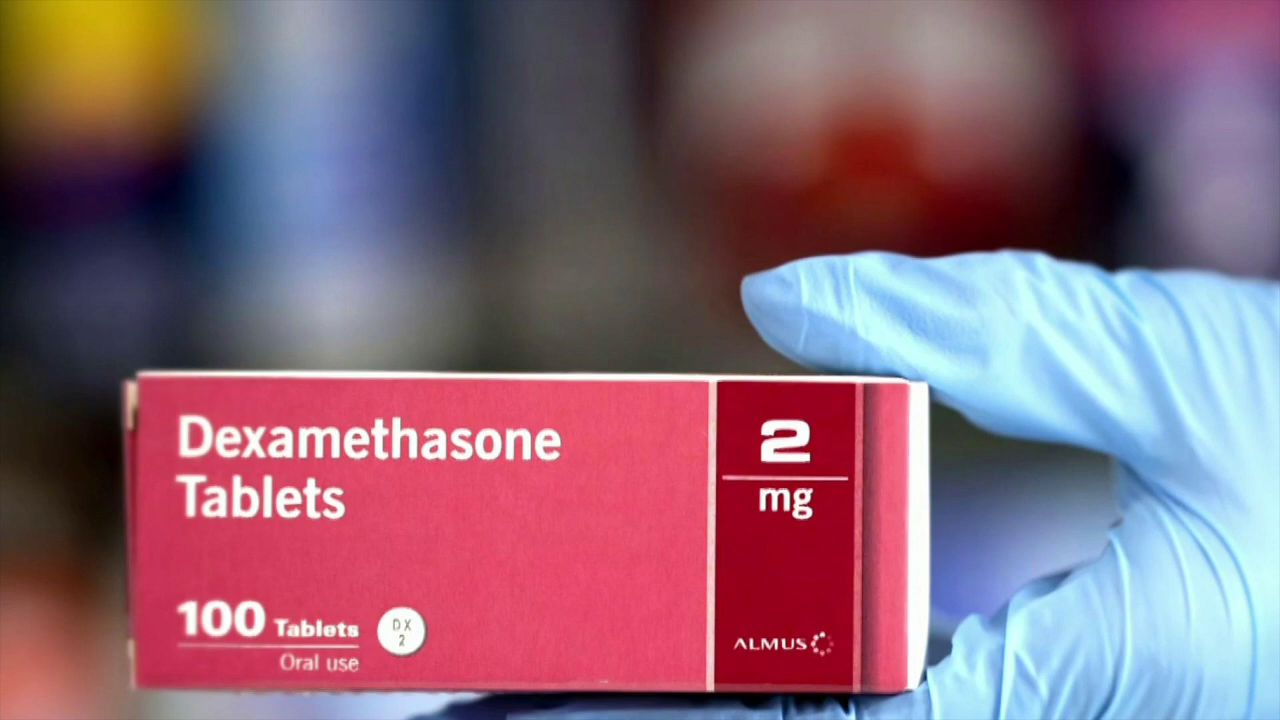 Dexamethasone
Tablets
100 Tablets
Oral use
DX
2
2
mg
ALMUS